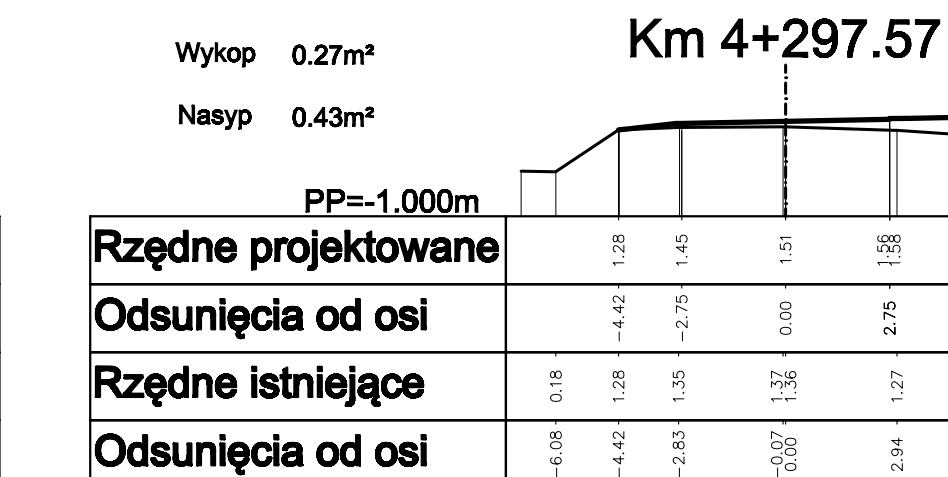 Km 4+297.57
Wykop 0.27m²
Nasyp 0.43m²
PP=-1.000m
Rzędne projektowane 1.28 1.45 1.51 1.56 1.58
Odsunięcia od osi -4.42 -2.75 0.00 2.75
Rzędne istniejące 0.18 1.28 1.35 1.37 1.36 1.27
Odsunięcia od osi -6.08 -4.42 -2.83 -0.07 0.00 2.94